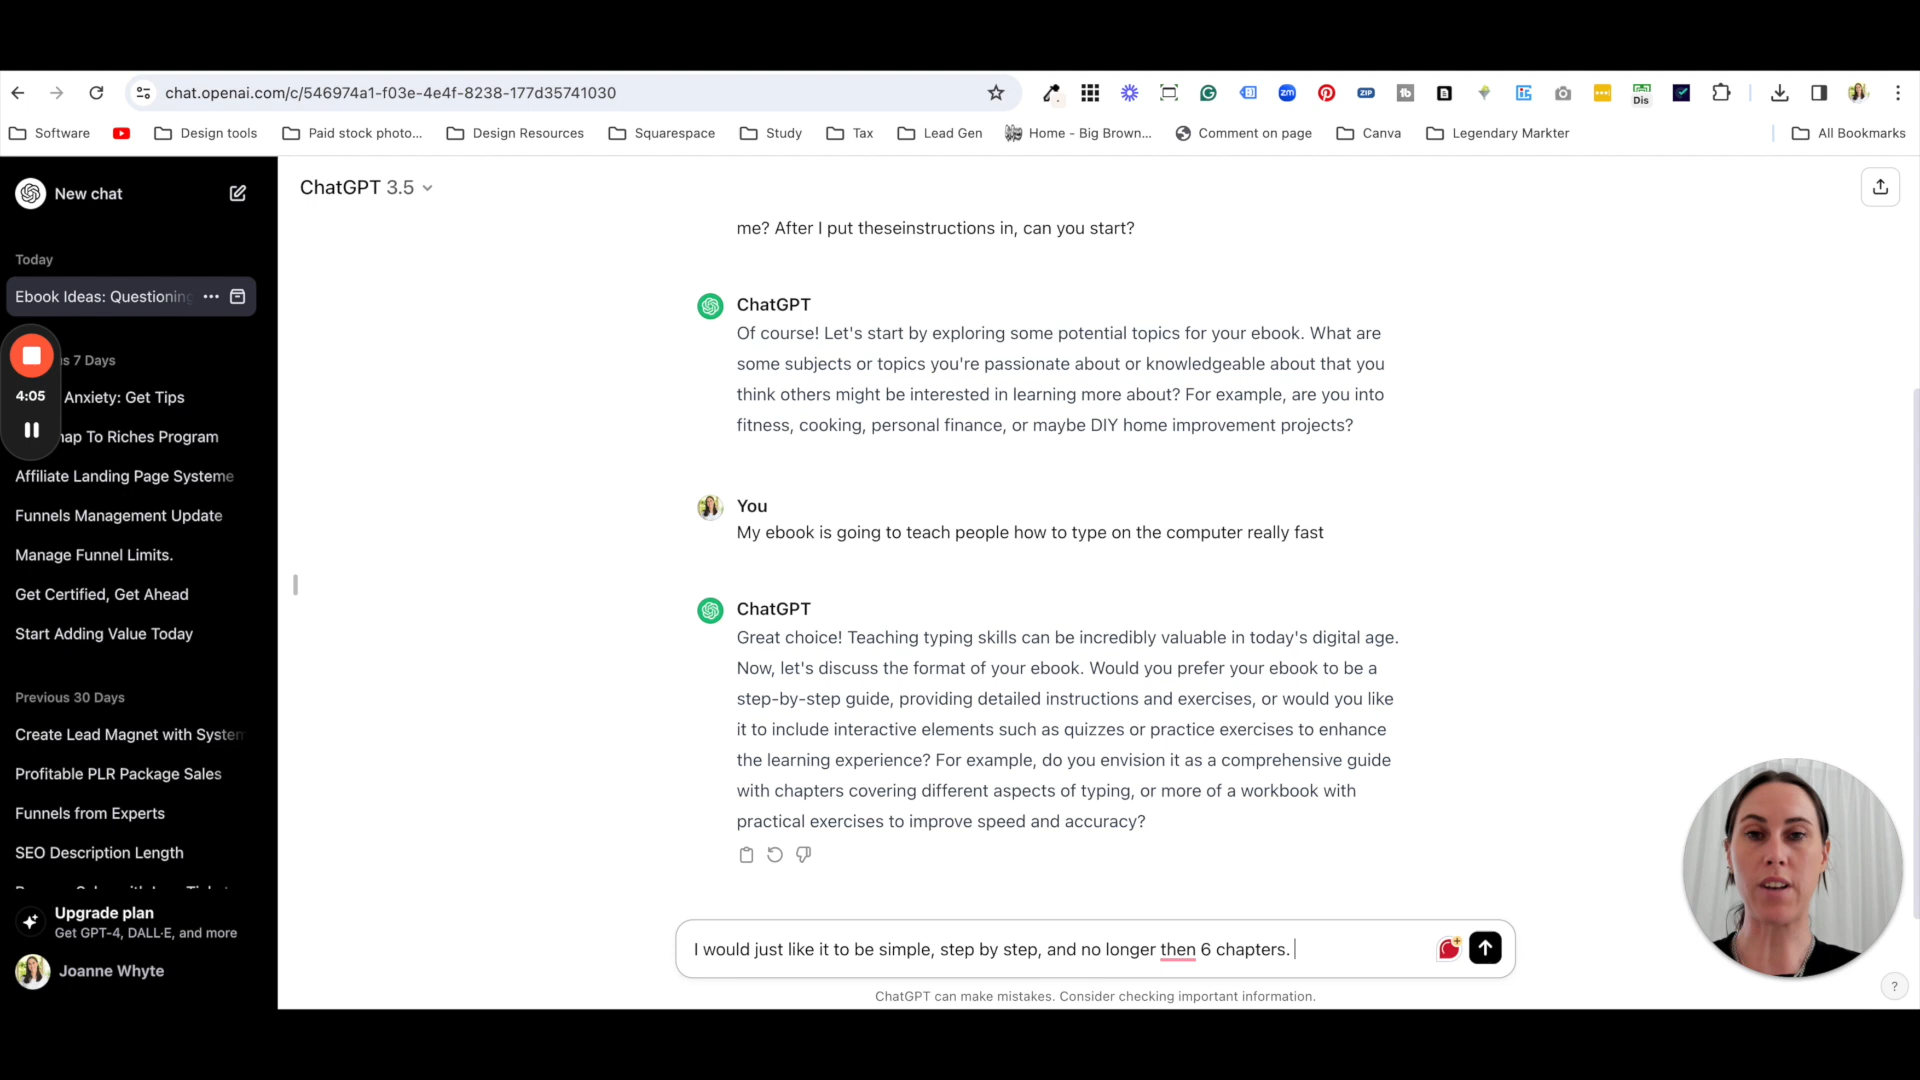 chat.openai.com/c/546974a1-f03e-4e4f-8238-177d35741030
zm
ZIP
Dis
Software
Design tools
Paid stock photo...
Design Resources
Squarespace
Study
Tax
Lead Gen
Home - Big Brown...
Comment on page
Canva
Legendary Markter
All Bookmarks
New chat
Today
Ebook Ideas: Questioning
s 7 Days
4:05
Anxiety: Get Tips
ap To Riches Program
Affiliate Landing Page Systeme
Funnels Management Update
Manage Funnel Limits.
Get Certified, Get Ahead
Start Adding Value Today
Previous 30 Days
Create Lead Magnet with System
Profitable PLR Package Sales
Funnels from Experts
SEO Description Length
Upgrade plan
Get GPT-4, DALL·E, and more
Joanne Whyte
ChatGPT 3.5
me? After I put theseinstructions in, can you start?
ChatGPT
Of course! Let's start by exploring some potential topics for your ebook. What are
some subjects or topics you're passionate about or knowledgeable about that you
think others might be interested in learning more about? For example, are you into
fitness, cooking, personal finance, or maybe DIY home improvement projects?
You
My ebook is going to teach people how to type on the computer really fast
ChatGPT
Great choice! Teaching typing skills can be incredibly valuable in today's digital age.
Now, let's discuss the format of your ebook. Would you prefer your ebook to be a
step-by-step guide, providing detailed instructions and exercises, or would you like
it to include interactive elements such as quizzes or practice exercises to enhance
the learning experience? For example, do you envision it as a comprehensive guide
with chapters covering different aspects of typing, or more of a workbook with
practical exercises to improve speed and accuracy?
I would just like it to be simple, step by step, and no longer then 6 chapters.
ChatGPT can make mistakes. Consider checking important information.
?